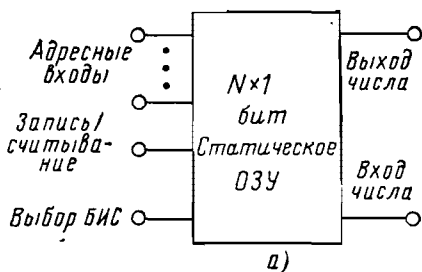 Адресные
входы
Запись/
считыва-
ние
Выбор БИС
N×1
бит
Статическое
ОЗУ
Выход
числа
Вход
числа
а)